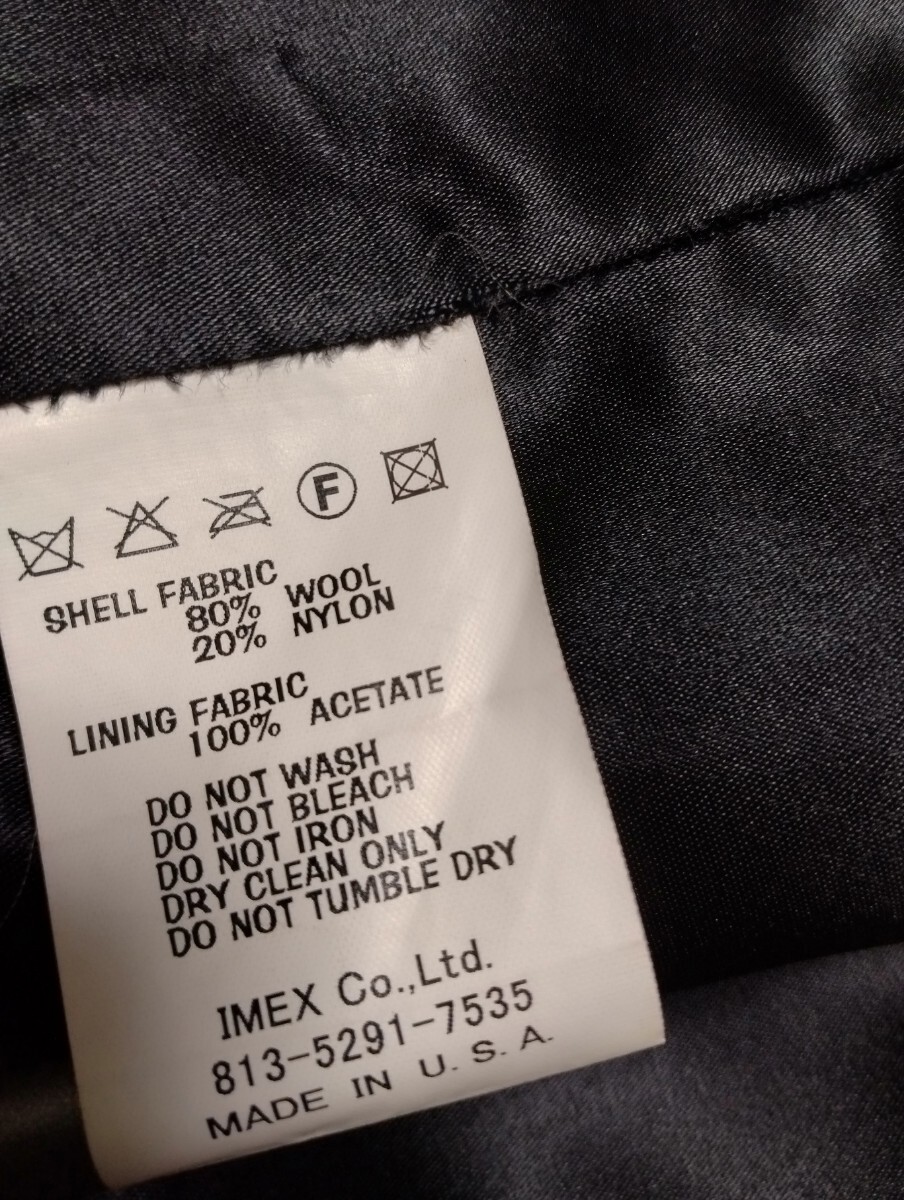 F
SHELL FABRIC
80% WOOL
20% NYLON
LINING FABRIC
100% ACETATE
DO NOT WASH
DO NOT BLEACH
DO NOT IRON
DRY CLEAN ONLY
DO NOT TUMBLE DRY
IMEX Co.,Ltd.
813-5291-7535
MADE IN U.S.A.